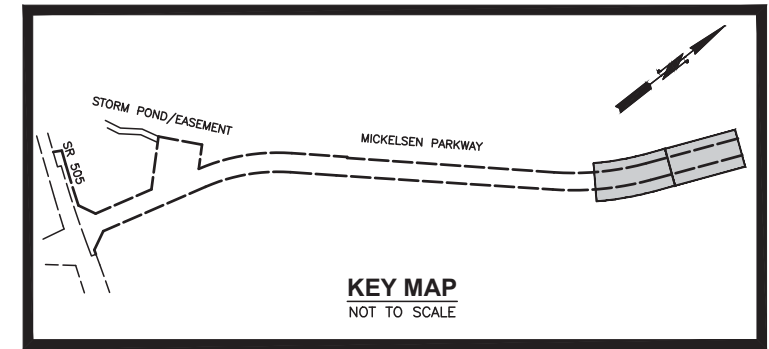 STORM POND/EASEMENT
MICKELSEN PARKWAY
SR 505
KEY MAP
NOT TO SCALE